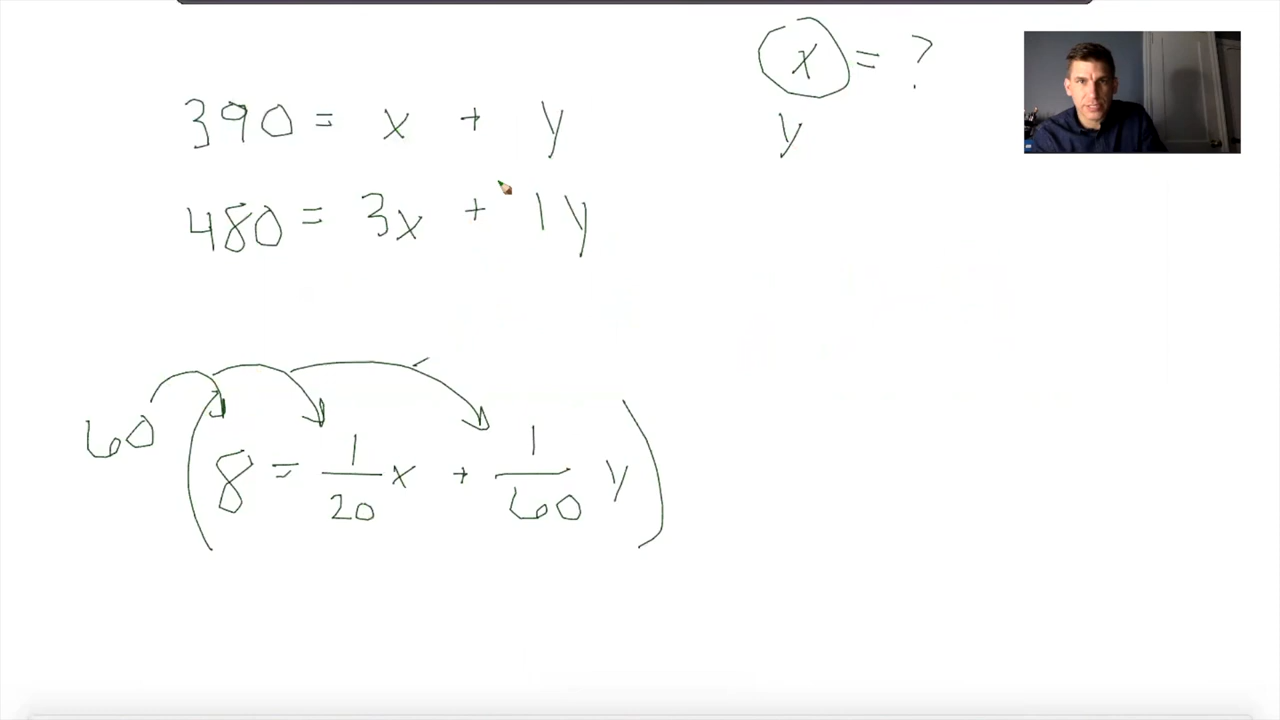 x = ?
y
390 = x + y
480 = 3x + 1y
60 (8 = 1/20 x + 1/60 y)